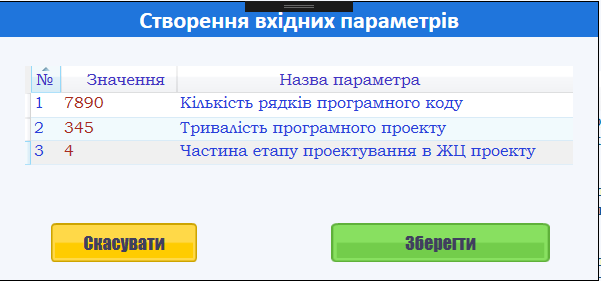 Створення вхідних параметрів
№ Значення Назва параметра
1 7890 Кількість рядків програмного коду
2 345 Тривалість програмного проекту
3 4 Частина етапу проектування в ЖЦ проекту
Скасувати Зберегти